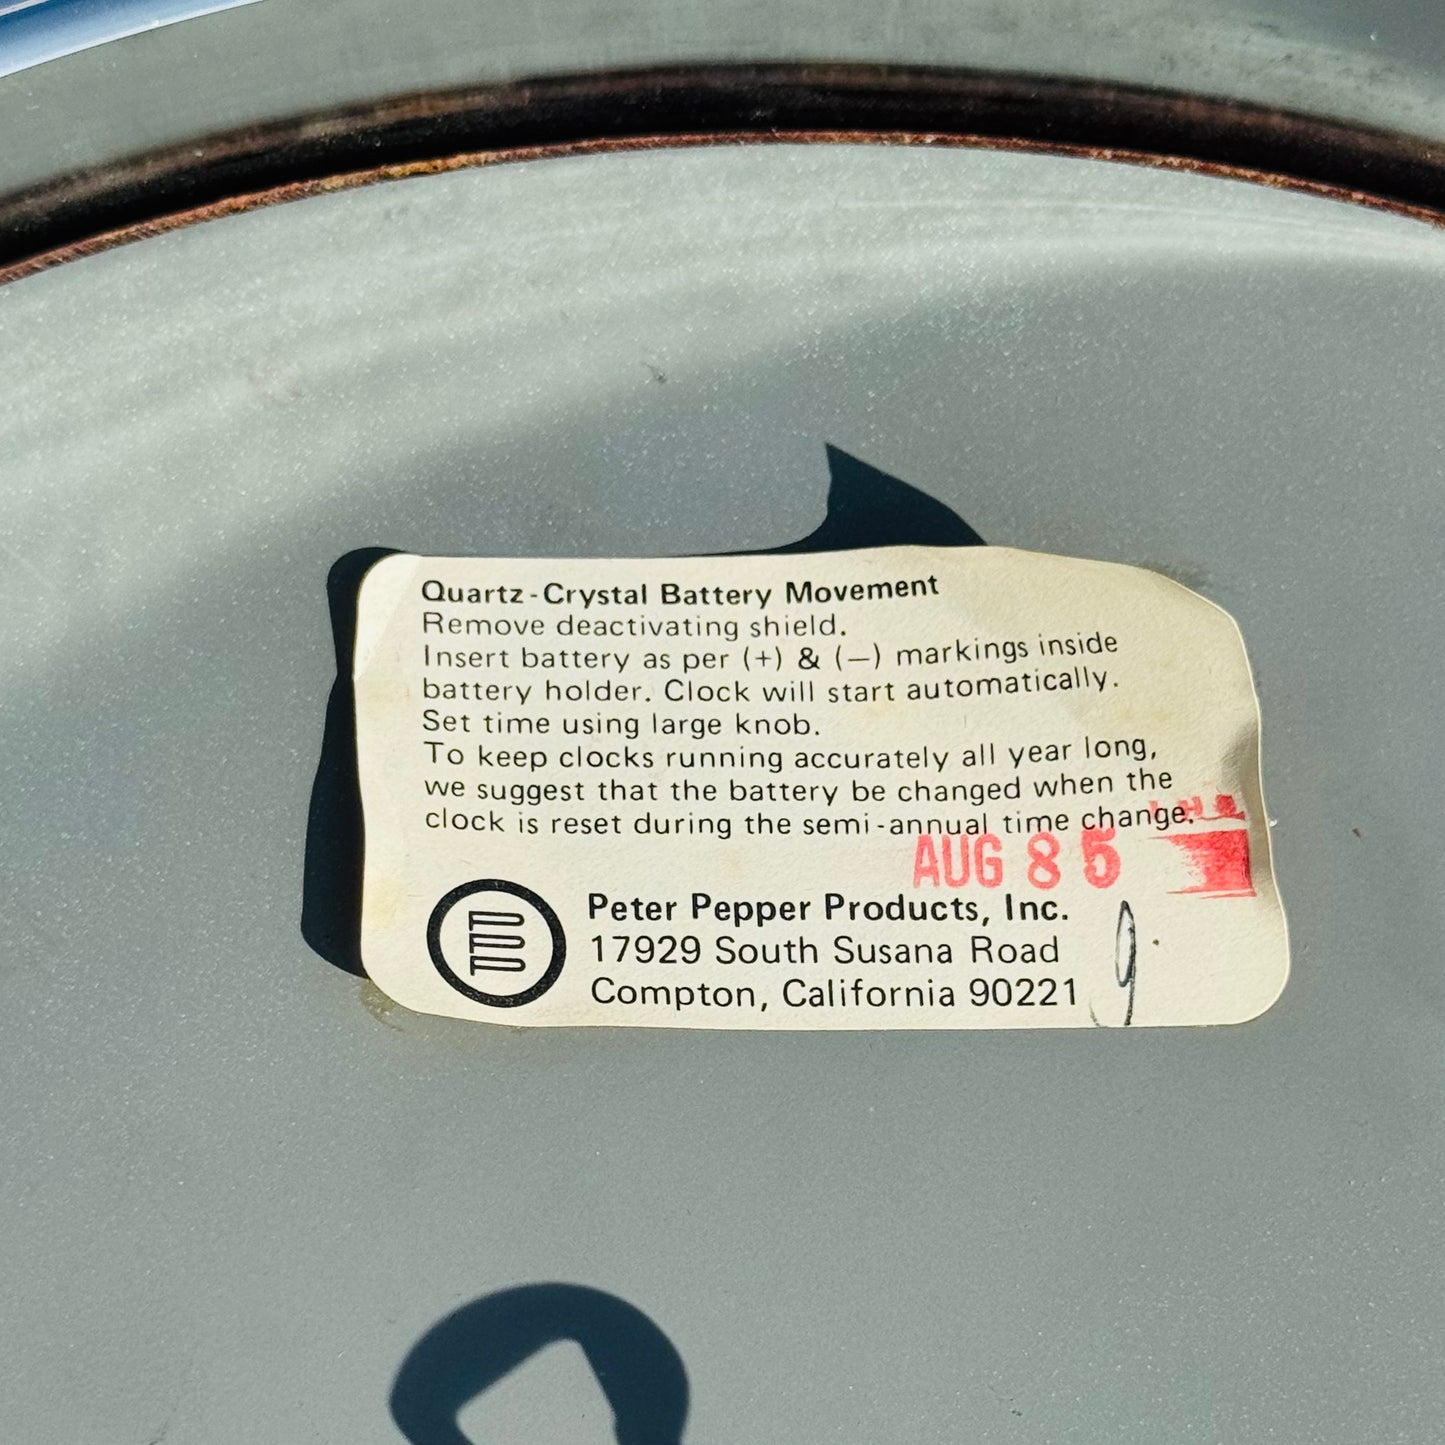 Quartz-Crystal Battery Movement
Remove deactivating shield.
Insert battery as per (+) & (—) markings inside
battery holder. Clock will start automatically.
Set time using large knob.
To keep clocks running accurately all year long,
we suggest that the battery be changed when the
clock is reset during the semi-annual time change.
AUG 85
PPP
Peter Pepper Products, Inc.
17929 South Susana Road
Compton, California 90221
9